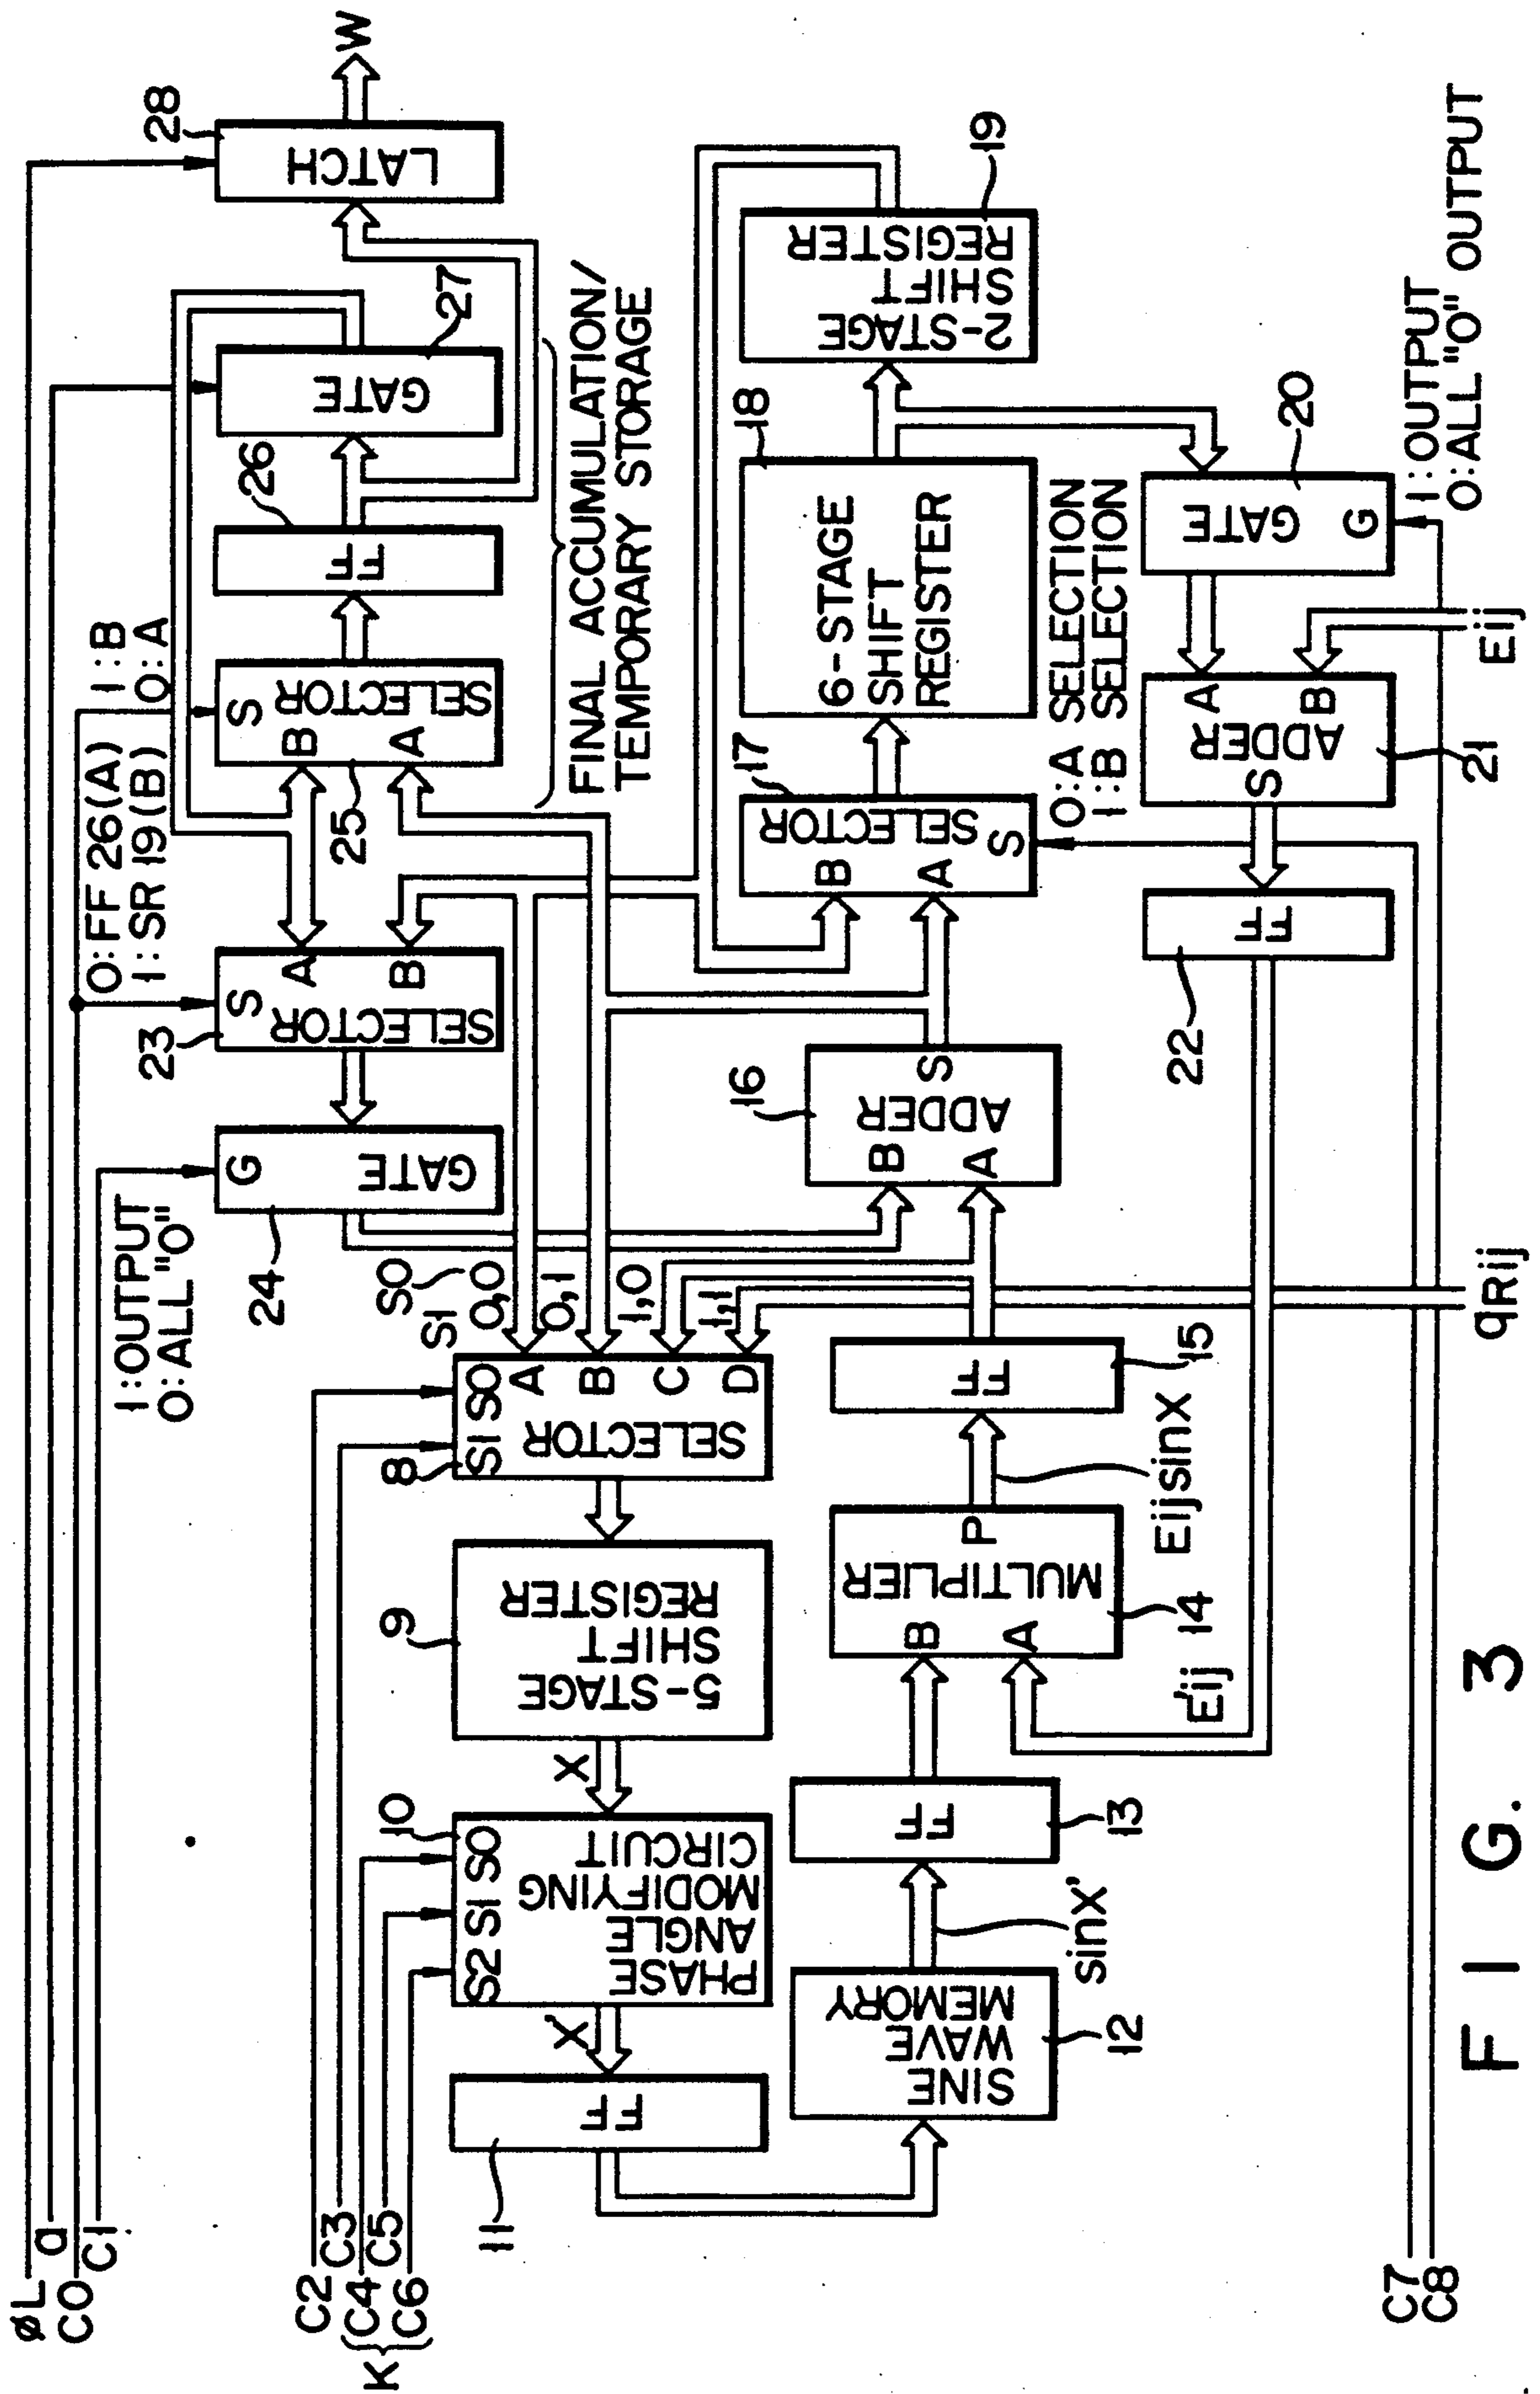 øL
a
C0
C1
C2
C3
C4
C5
C6
K
C7
C8
1:OUTPUT
0:ALL "0"
24
G
GATE
23
S
A
B
SELECTOR
0:FF 26(A)
1:SR 19(B)
25
S
B
A
SELECTOR
1:B
0:A
26
FF
27
GATE
28
LATCH
W
FINAL ACCUMULATION/
TEMPORARY STORAGE
11
FF
X'
10
S2 S1 S0
PHASE
ANGLE
MODIFYING
CIRCUIT
X
9
5-STAGE
SHIFT
REGISTER
8
S1 S0
A
B
C
D
SELECTOR
S1
S0
0,0
0,1
1,0
1,1
SINE
WAVE
MEMORY
12
sinx'
FF
13
B
A
P
MULTIPLIER
14
E'ij
Eijsinx
FF
15
16
B
A
S
ADDER
17
B
A
S
SELECTOR
0:A SELECTION
1:B SELECTION
18
6-STAGE
SHIFT
REGISTER
19
2-STAGE
SHIFT
REGISTER
20
GATE
G
1:OUTPUT
0:ALL "0" OUTPUT
21
A
B
S
ADDER
Eij
22
FF
qRij
FIG. 3